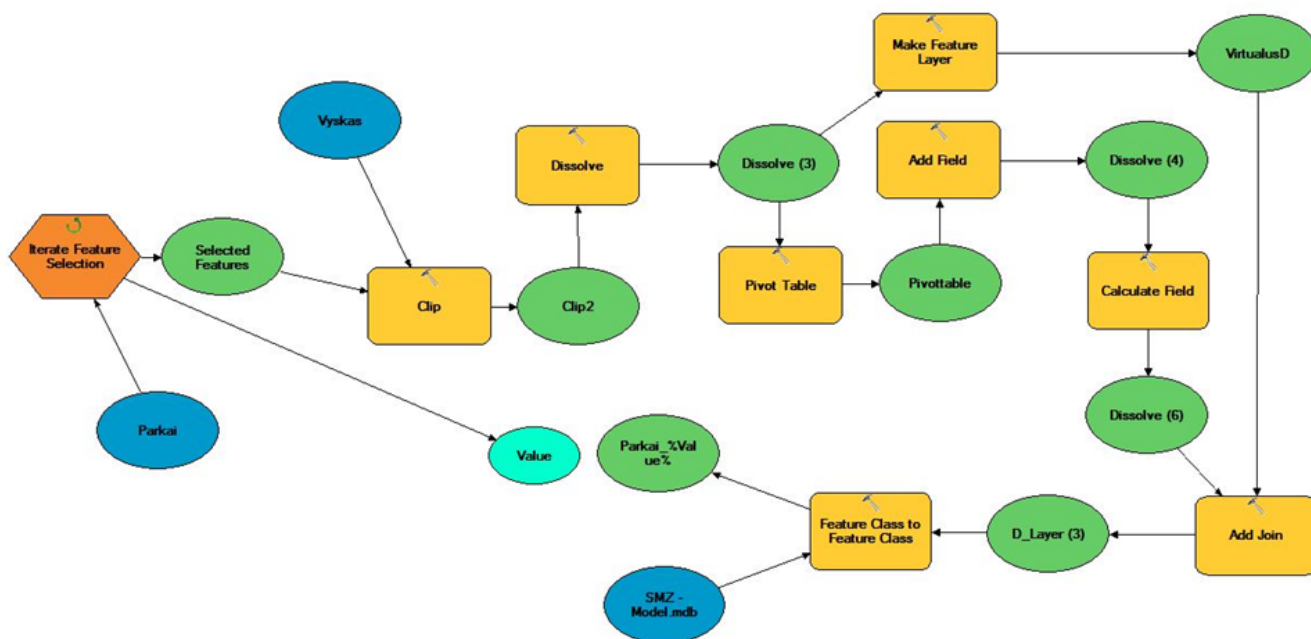 Make Feature
Layer
VirtualusD
Vyskas
Dissolve
Dissolve (3)
Add Field
Dissolve (4)
Iterate Feature
Selection
Selected
Features
Clip
Clip2
Pivot Table
Pivottable
Calculate Field
Parkai
Value
Parkai_%Val
ue%
Dissolve (6)
Feature Class to
Feature Class
D_Layer (3)
Add Join
SMZ -
Model.mdb